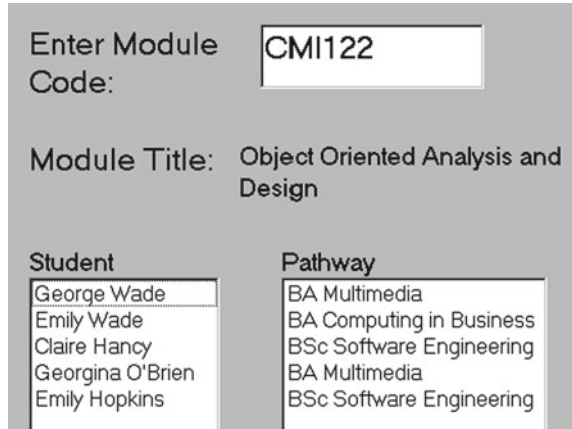 Enter Module
Code:
CMI122
Module Title:
Object Oriented Analysis and
Design
Student
Pathway
George Wade
BA Multimedia
Emily Wade
BA Computing in Business
Claire Hancy
BSc Software Engineering
Georgina O'Brien
BA Multimedia
Emily Hopkins
BSc Software Engineering